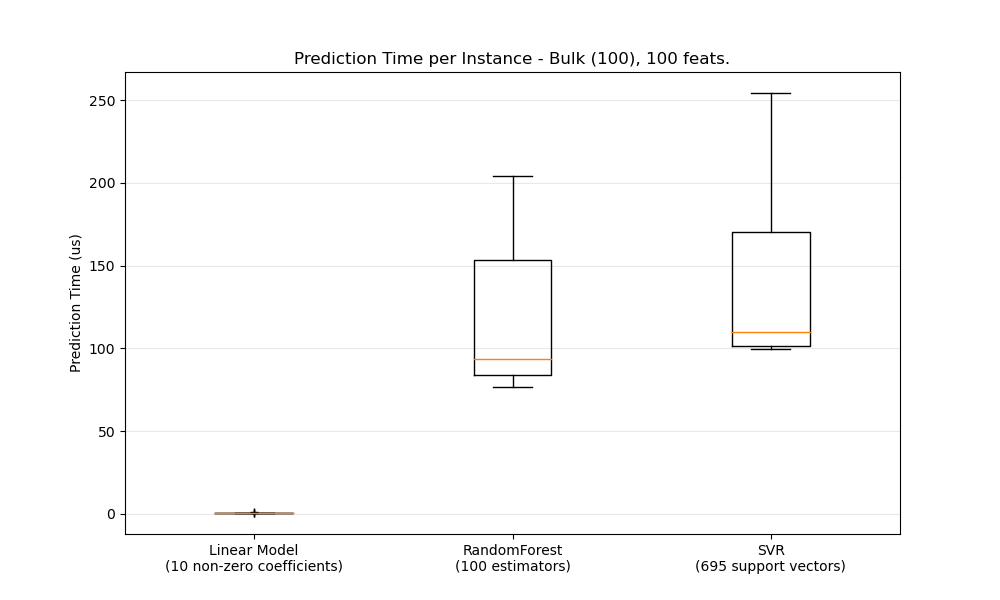 Prediction Time per Instance - Bulk (100), 100 feats.
Prediction Time (us)
250
200
150
100
50
0
Linear Model
(10 non-zero coefficients)
RandomForest
(100 estimators)
SVR
(695 support vectors)